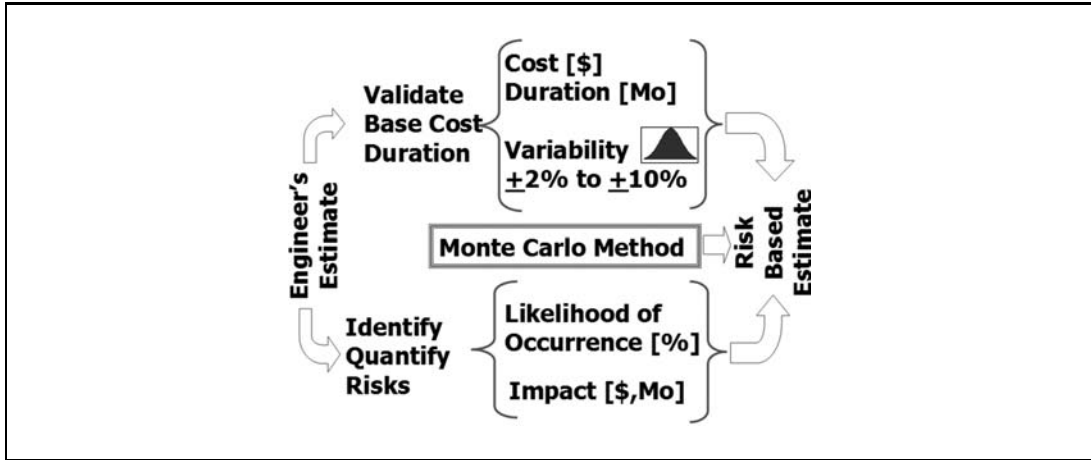 Engineer's
Estimate
Validate
Base Cost
Duration
Cost [$]
Duration [Mo]
Variability
±2% to ±10%
Monte Carlo Method
Identify
Quantify
Risks
Likelihood of
Occurrence [%]
Impact [$,Mo]
Risk
Based
Estimate